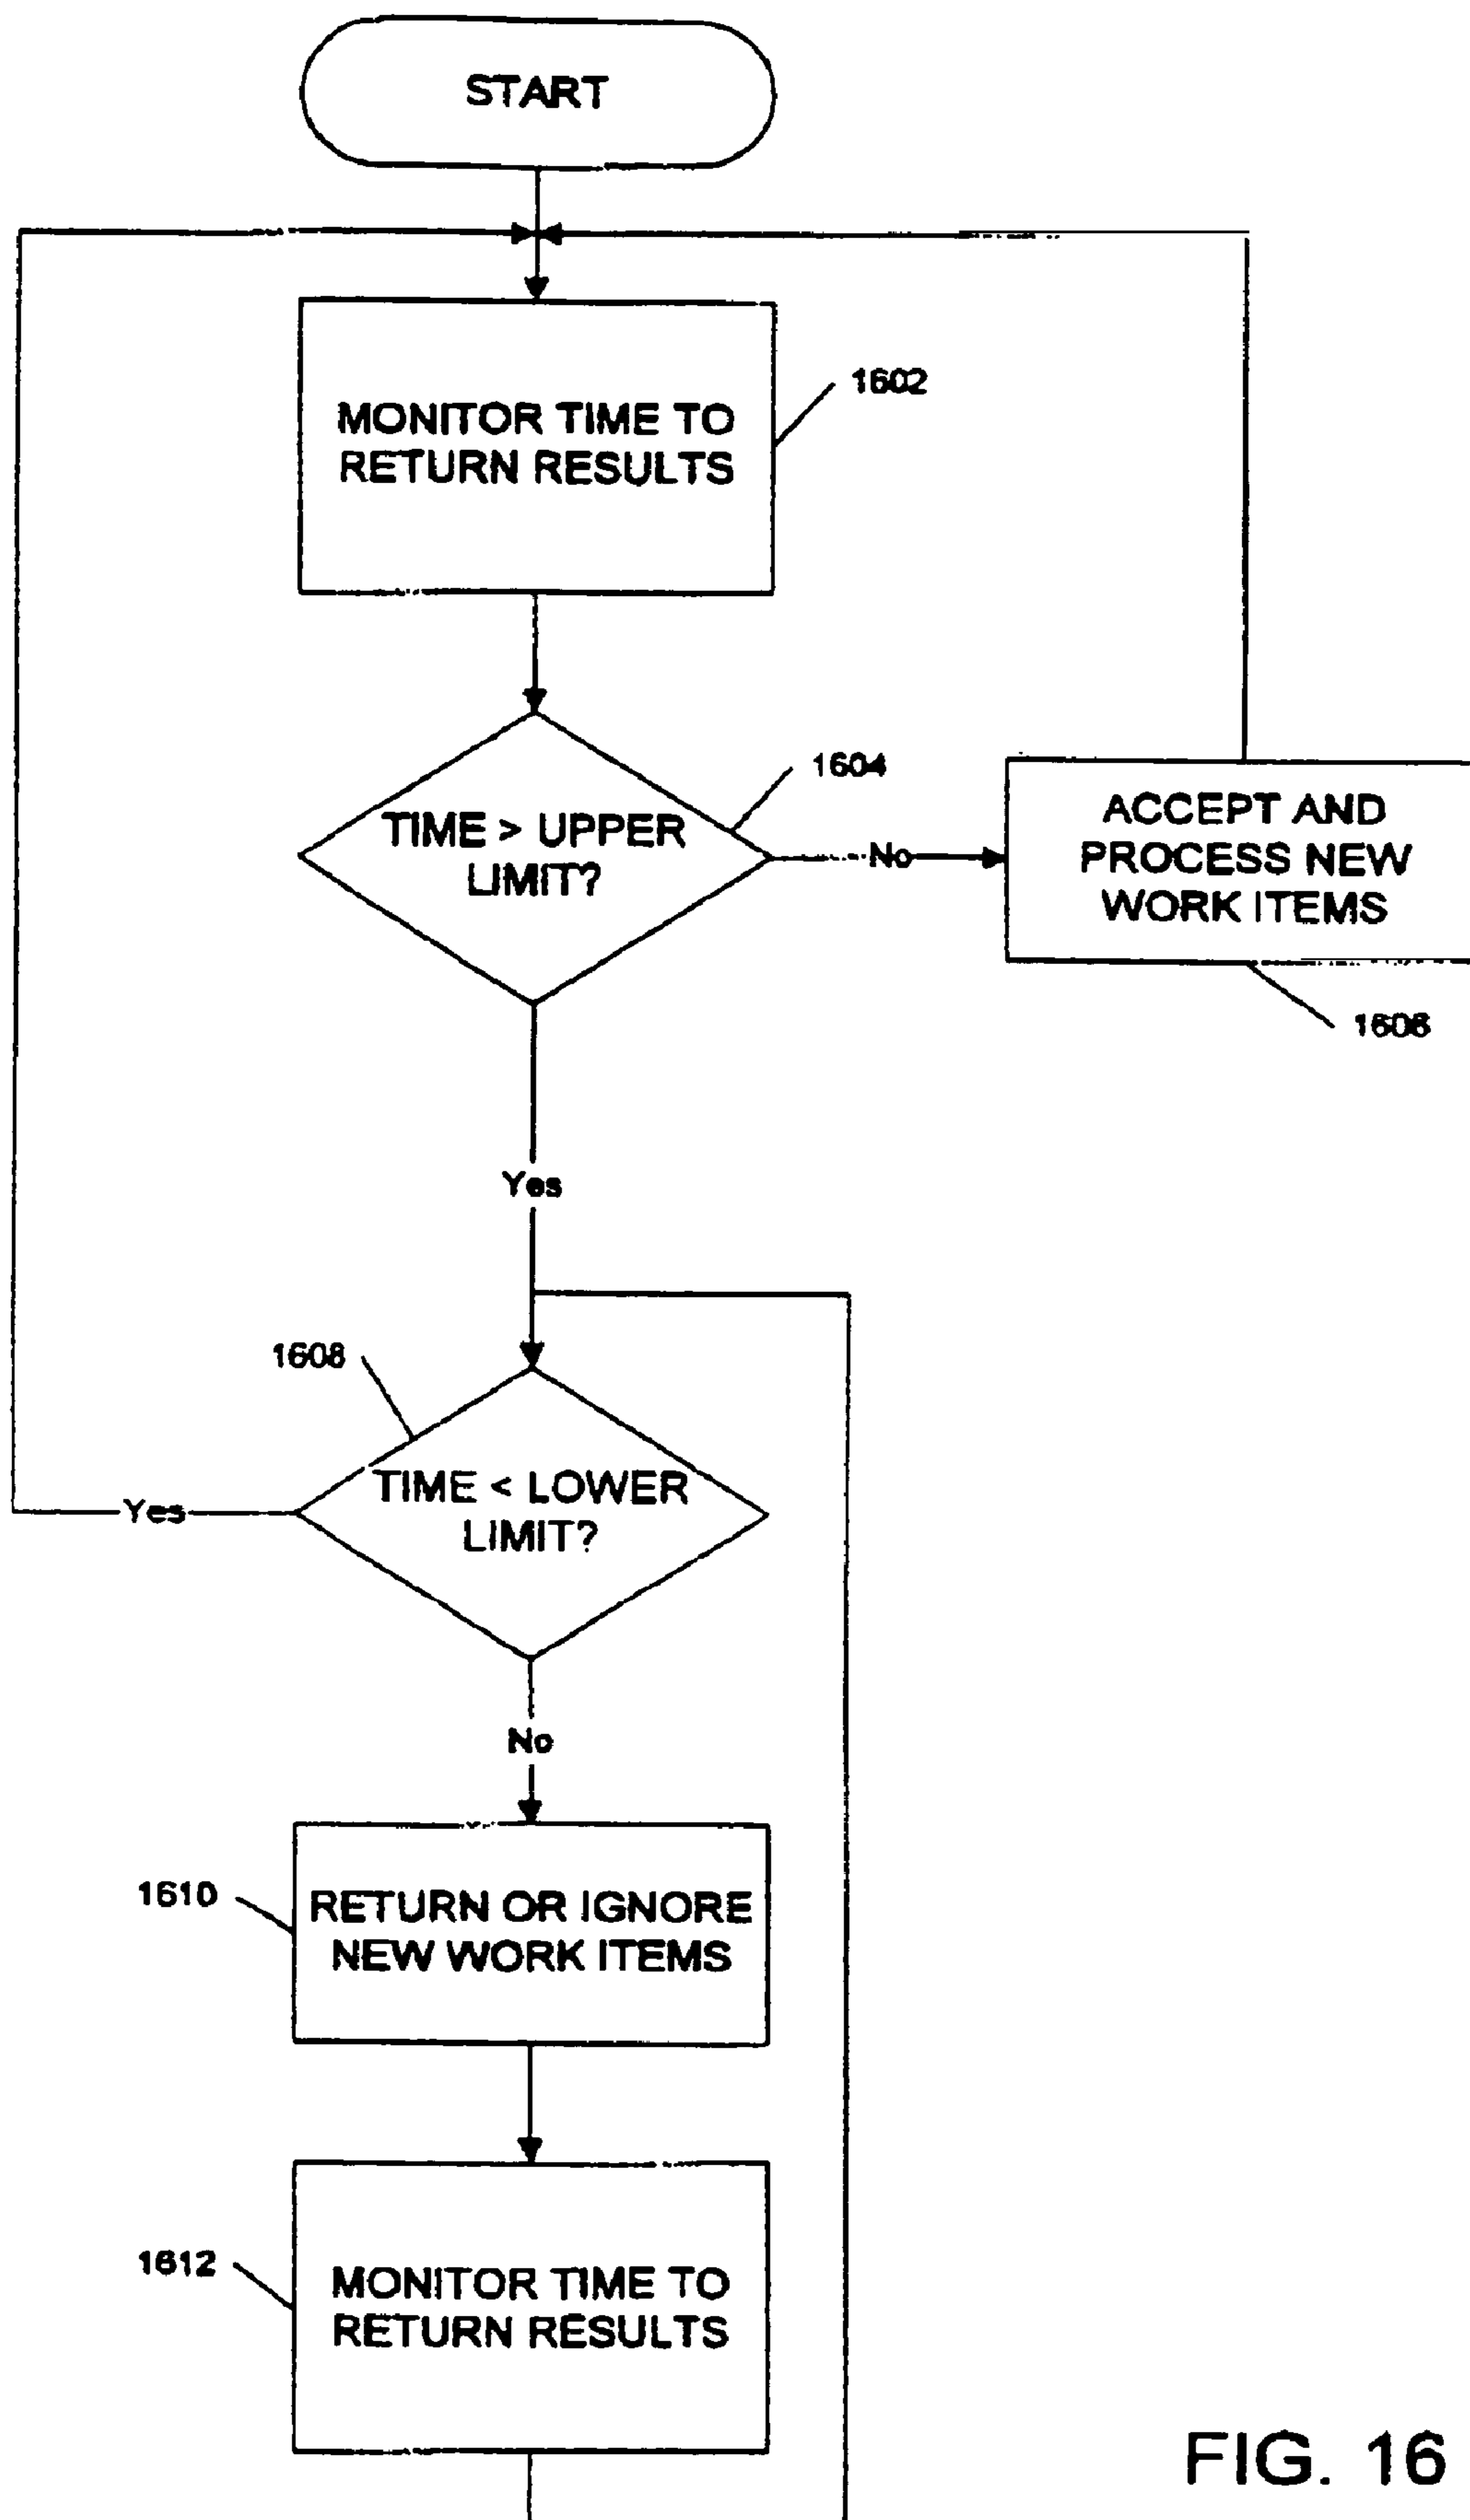 START
MONITOR TIME TO
RETURN RESULTS
1602
TIME > UPPER
LIMIT?
1604
No
ACCEPT AND
PROCESS NEW
WORK ITEMS
1606
Yes
1608
TIME < LOWER
LIMIT?
Yes
No
1610
RETURN OR IGNORE
NEW WORK ITEMS
1612
MONITOR TIME TO
RETURN RESULTS
FIG. 16